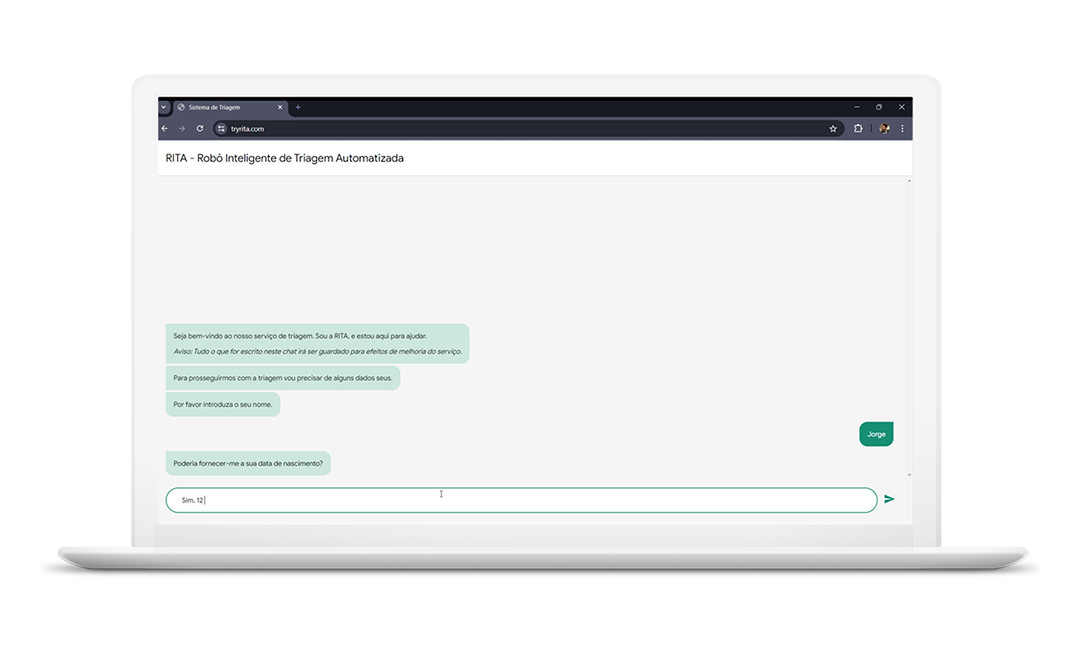 Sistema de Triagem
tryrita.com
RITA - Robô Inteligente de Triagem Automatizada
Seja bem-vindo ao nosso serviço de triagem. Sou a RITA, e estou aqui para ajudar.
Aviso: Tudo o que for escrito neste chat irá ser guardado para efeitos de melhoria do serviço.
Para prosseguirmos com a triagem vou precisar de alguns dados seus.
Por favor introduza o seu nome.
Jorge
Poderia fornecer-me a sua data de nascimento?
Sim, 12